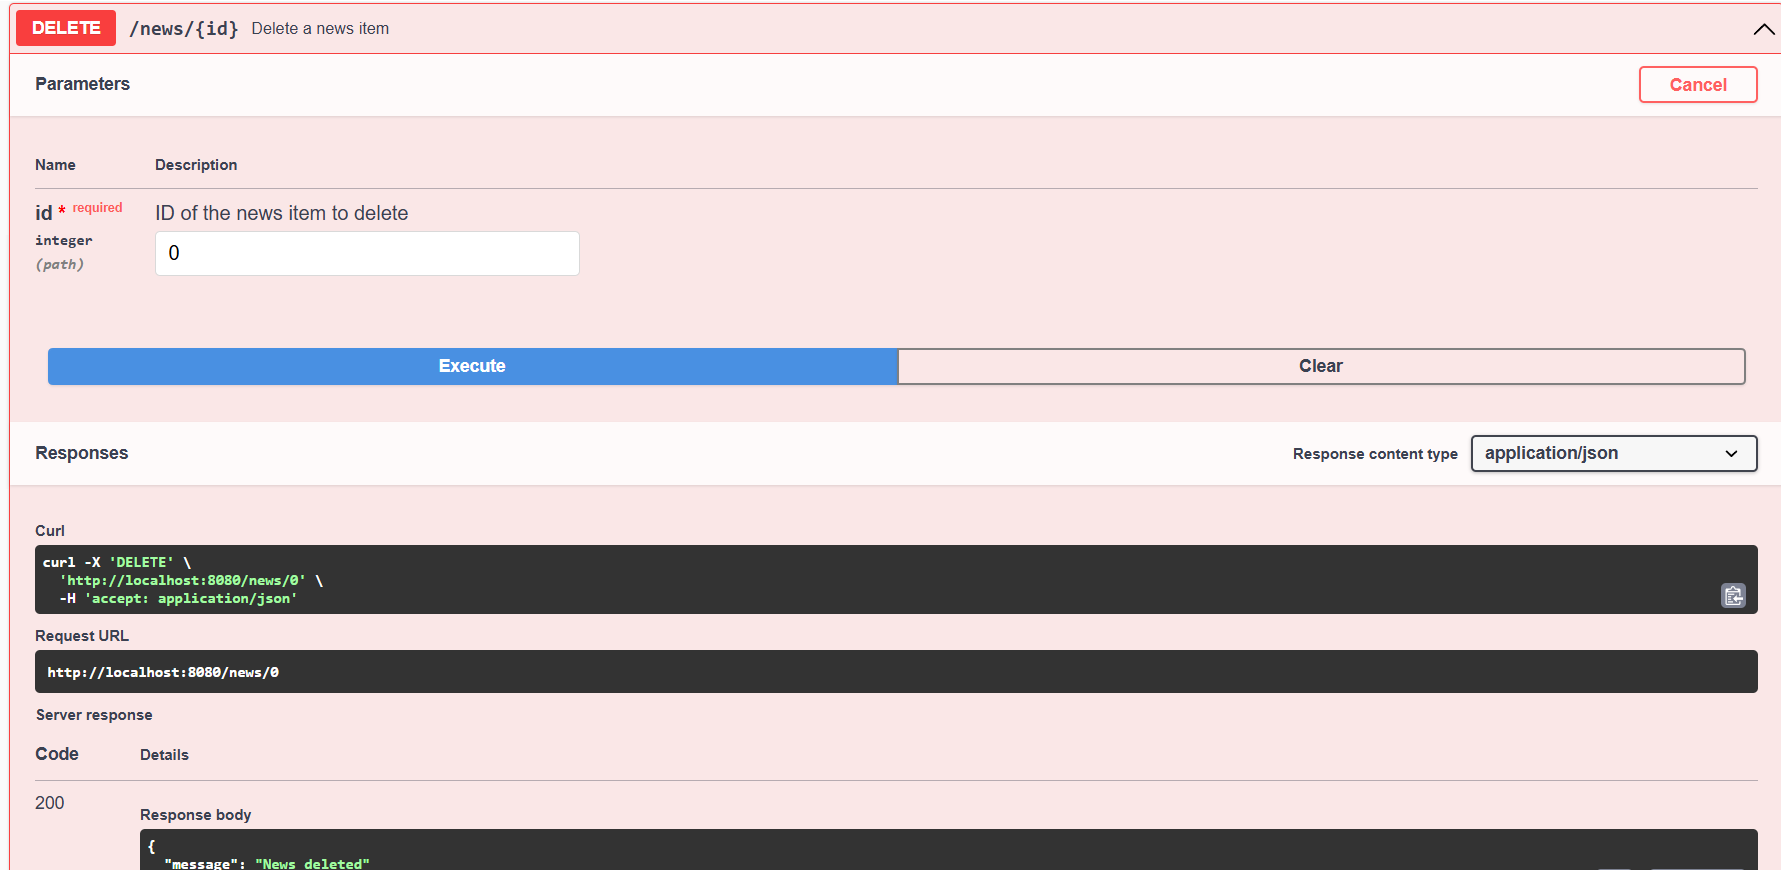 DELETE /news/{id} Delete a news item
Parameters
Cancel
Name Description
id * required
integer
(path)
ID of the news item to delete
0
Execute
Clear
Responses
Response content type
application/json
Curl
curl -X 'DELETE' \
'http://localhost:8080/news/0' \
-H 'accept: application/json'
Request URL
http://localhost:8080/news/0
Server response
Code Details
200
Response body
{
"message": "News deleted"